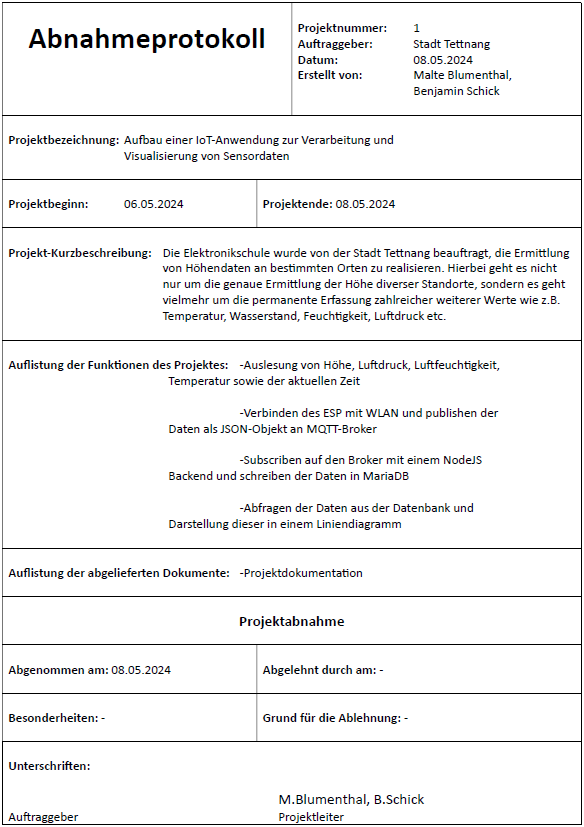 Abnahmeprotokoll
Projektnummer: 1
Auftraggeber: Stadt Tettnang
Datum: 08.05.2024
Erstellt von: Malte Blumenthal,
Benjamin Schick
Projektbezeichnung: Aufbau einer IoT-Anwendung zur Verarbeitung und
Visualisierung von Sensordaten
Projektbeginn: 06.05.2024 Projektende: 08.05.2024
Projekt-Kurzbeschreibung: Die Elektronikschule wurde von der Stadt Tettnang beauftragt, die Ermittlung
von Höhendaten an bestimmten Orten zu realisieren. Hierbei geht es nicht
nur um die genaue Ermittlung der Höhe diverser Standorte, sondern es geht
vielmehr um die permanente Erfassung zahlreicher weiterer Werte wie z.B.
Temperatur, Wasserstand, Feuchtigkeit, Luftdruck etc.
Auflistung der Funktionen des Projektes: -Auslesung von Höhe, Luftdruck, Luftfeuchtigkeit,
Temperatur sowie der aktuellen Zeit
-Verbinden des ESP mit WLAN und publishen der
Daten als JSON-Objekt an MQTT-Broker
-Subscriben auf den Broker mit einem NodeJS
Backend und schreiben der Daten in MariaDB
-Abfragen der Daten aus der Datenbank und
Darstellung dieser in einem Liniendiagramm
Auflistung der abgelieferten Dokumente: -Projektdokumentation
Projektabnahme
Abgenommen am: 08.05.2024 Abgelehnt durch am: -
Besonderheiten: - Grund für die Ablehnung: -
Unterschriften:
M.Blumenthal, B.Schick
Auftraggeber Projektleiter